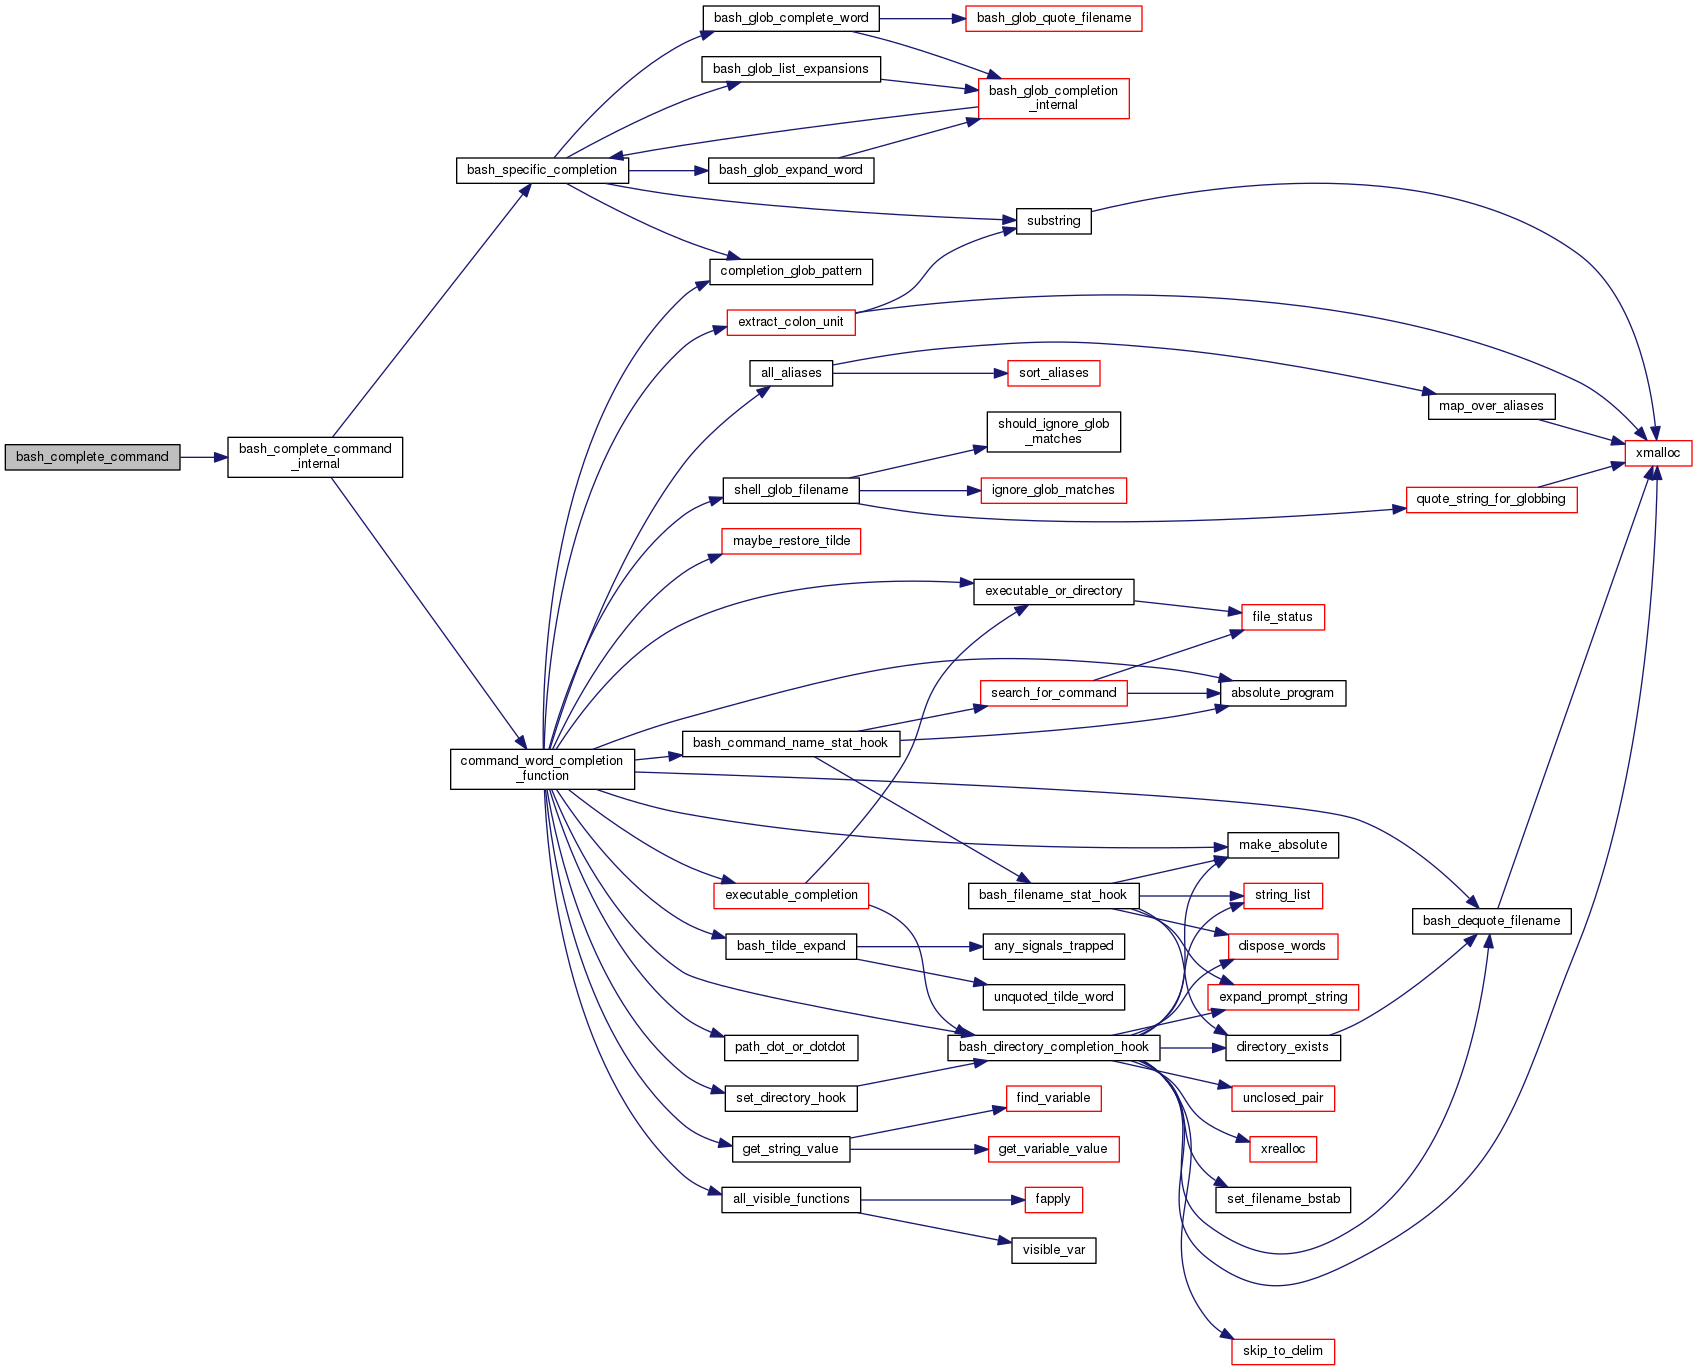 bash_glob_complete_word
bash_glob_quote_filename
bash_glob_list_expansions
bash_glob_completion
_internal
bash_specific_completion
bash_glob_expand_word
substring
completion_glob_pattern
extract_colon_unit
all_aliases
sort_aliases
map_over_aliases
should_ignore_glob
_matches
bash_complete_command
bash_complete_command
_internal
xmalloc
shell_glob_filename
ignore_glob_matches
quote_string_for_globbing
maybe_restore_tilde
executable_or_directory
file_status
search_for_command
absolute_program
bash_command_name_stat_hook
command_word_completion
_function
make_absolute
executable_completion
bash_filename_stat_hook
string_list
bash_dequote_filename
bash_tilde_expand
any_signals_trapped
dispose_words
unquoted_tilde_word
expand_prompt_string
path_dot_or_dotdot
bash_directory_completion_hook
directory_exists
set_directory_hook
find_variable
unclosed_pair
get_string_value
get_variable_value
xrealloc
all_visible_functions
fapply
set_filename_bstab
visible_var
skip_to_delim